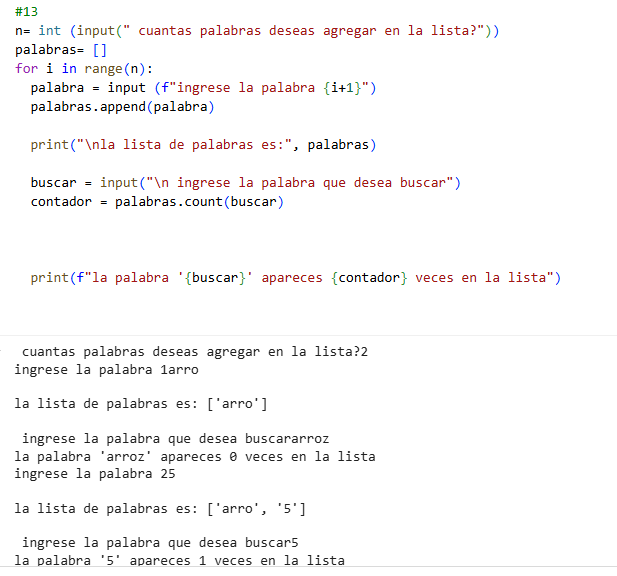 #13
n= int (input(" cuantas palabras deseas agregar en la lista?"))
palabras= []
for i in range(n):
  palabra = input (f"ingrese la palabra {i+1}")
  palabras.append(palabra)
  print("\nla lista de palabras es:", palabras)
  buscar = input("\n ingrese la palabra que desea buscar")
  contador = palabras.count(buscar)
  print(f"la palabra '{buscar}' apareces {contador} veces en la lista")
 cuantas palabras deseas agregar en la lista?2
ingrese la palabra 1arro
la lista de palabras es: ['arro']
 ingrese la palabra que desea buscararroz
la palabra 'arroz' apareces 0 veces en la lista
ingrese la palabra 25
la lista de palabras es: ['arro', '5']
 ingrese la palabra que desea buscar5
la palabra '5' apareces 1 veces en la lista